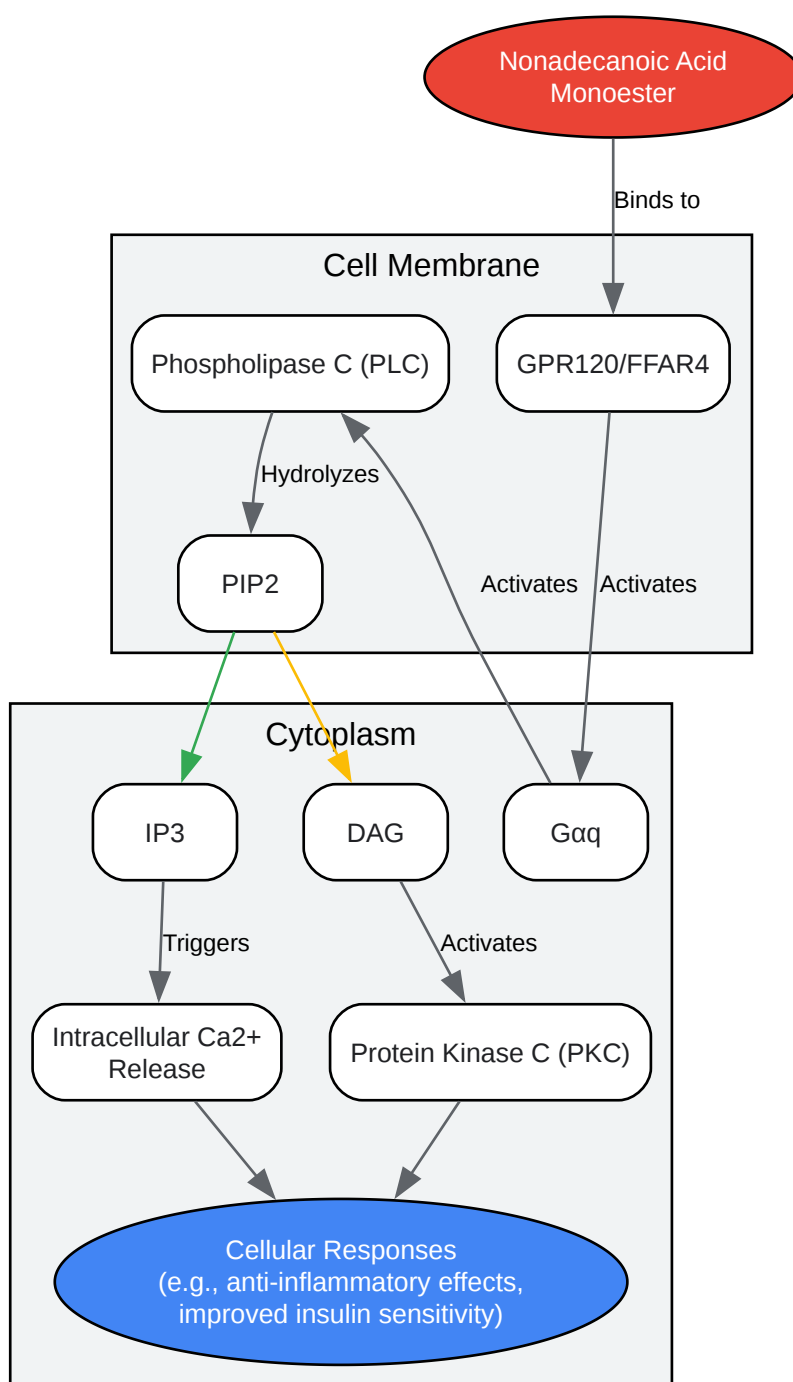 Nonadecanoic Acid
Monoester
Binds to
Cell Membrane
Phospholipase C (PLC)
GPR120/FFAR4
Hydrolyzes
PIP2
Activates
Activates
Cytoplasm
IP3
DAG
Gαq
Triggers
Activates
Intracellular Ca2+
Release
Protein Kinase C (PKC)
Cellular Responses
(e.g., anti-inflammatory effects,
improved insulin sensitivity)